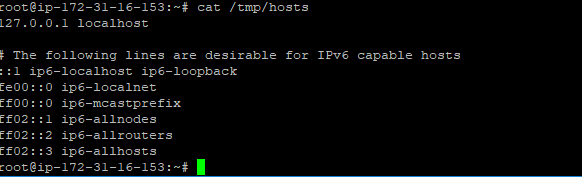 root@ip-172-31-16-153:~# cat /tmp/hosts
127.0.0.1 localhost
# The following lines are desirable for IPv6 capable hosts
::1 ip6-localhost ip6-loopback
fe00::0 ip6-localnet
ff00::0 ip6-mcastprefix
ff02::1 ip6-allnodes
ff02::2 ip6-allrouters
ff02::3 ip6-allhosts
root@ip-172-31-16-153:~#